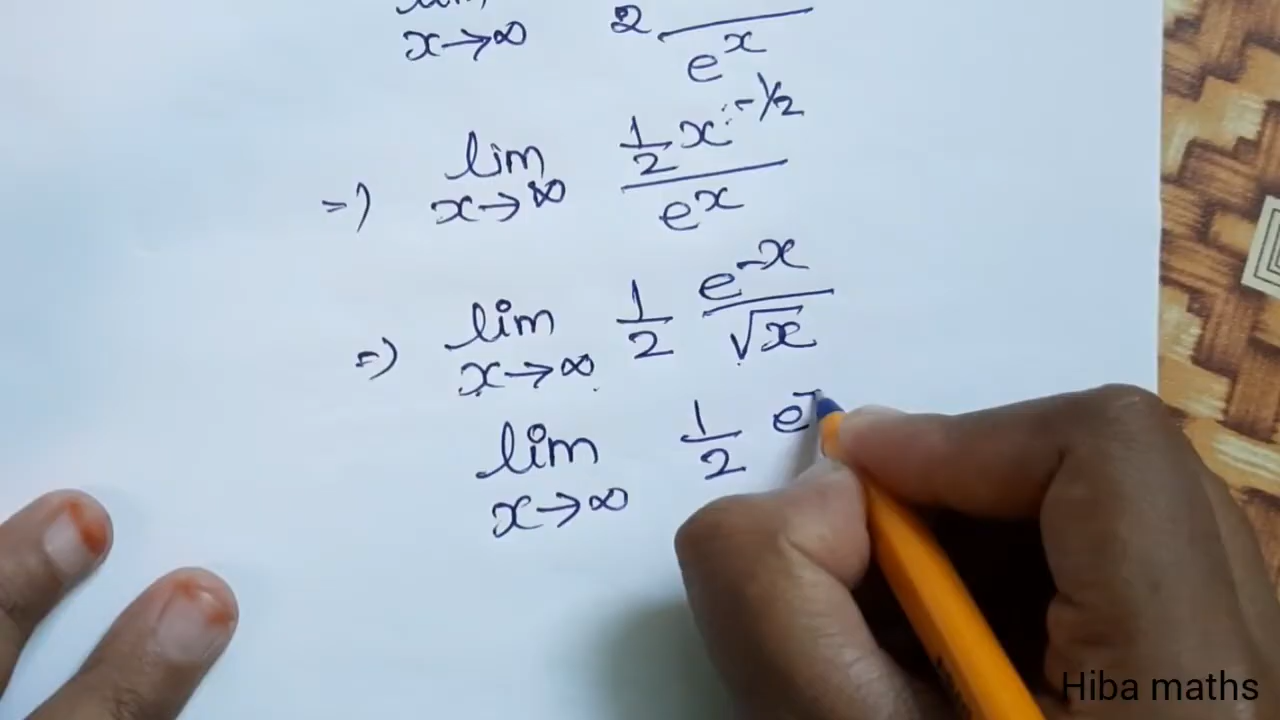 x→∞ 2 ──
e^x
=) lim x→∞ (1/2 x^-1/2)/(e^x)
=) lim x→∞ 1/2 (e^-x)/(√x)
lim x→∞ 1/2 e^-
Hiba maths